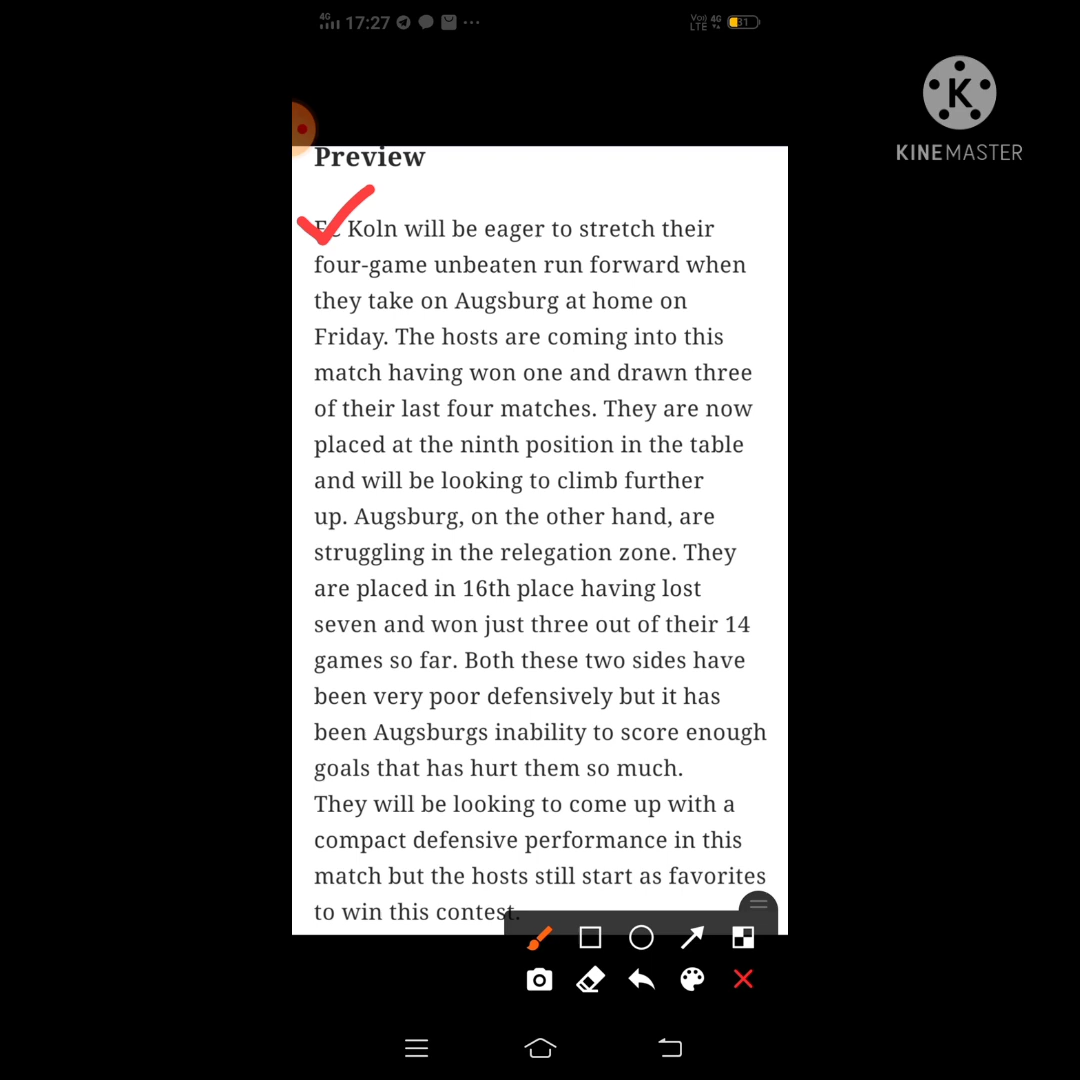 4G 17:27 ... Vo) LTE 4G 31
K
KINEMASTER
Preview
FC Koln will be eager to stretch their
four-game unbeaten run forward when
they take on Augsburg at home on
Friday. The hosts are coming into this
match having won one and drawn three
of their last four matches. They are now
placed at the ninth position in the table
and will be looking to climb further
up. Augsburg, on the other hand, are
struggling in the relegation zone. They
are placed in 16th place having lost
seven and won just three out of their 14
games so far. Both these two sides have
been very poor defensively but it has
been Augsburgs inability to score enough
goals that has hurt them so much.
They will be looking to come up with a
compact defensive performance in this
match but the hosts still start as favorites
to win this contest.